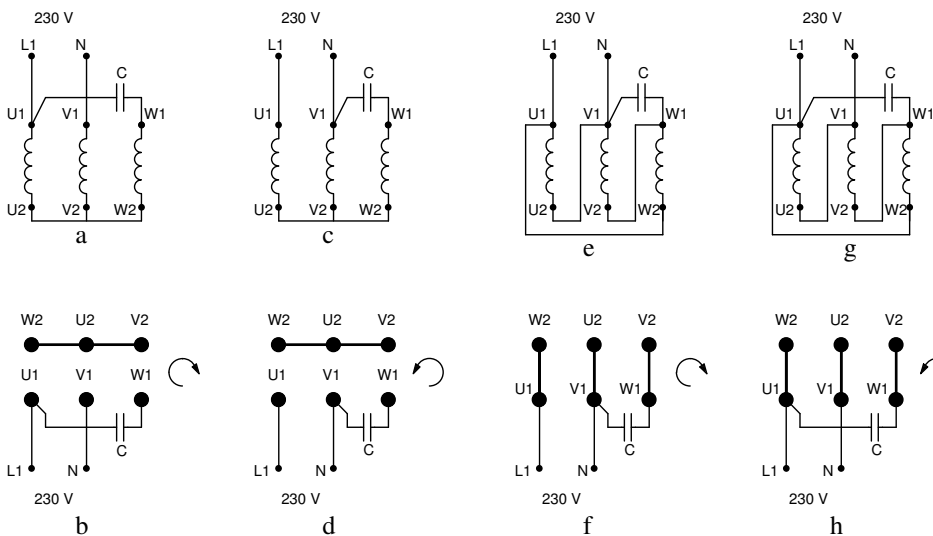 230 V 230 V 230 V 230 V
L1 N L1 N L1 N L1 N
C C C C
U1 V1 W1 U1 V1 W1 U1 V1 W1 U1 V1 W1
U2 V2 W2 U2 V2 W2 U2 V2 W2 U2 V2 W2
a c e g
W2 U2 V2 W2 U2 V2 W2 U2 V2 W2 U2 V2
U1 V1 W1 U1 V1 W1 U1 V1 W1 U1 V1 W1
C C C C
L1 N L1 N L1 N L1 N
230 V 230 V 230 V 230 V
b d f h